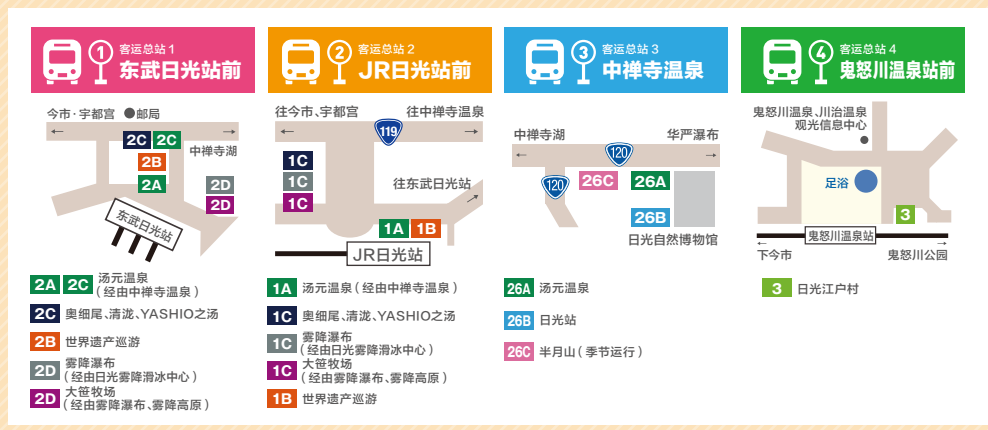 1
客运总站 1
东武日光站前
今市·宇都宫
邮局
2C
2C
2B
2A
中禅寺湖
2D
2D
东武日光站
2A
2C
汤元温泉
(经由中禅寺温泉)
2C
奥细尾、清泷、YASHIO之汤
2B
世界遗产巡游
2D
雾降瀑布
(经由日光雾降滑冰中心)
2D
大笹牧场
(经由雾降瀑布、雾降高原)
2
客运总站 2
JR日光站前
往今市、宇都宫
往中禅寺温泉
119
1C
1C
1C
往东武日光站
1A
1B
JR日光站
1A
汤元温泉(经由中禅寺温泉)
1C
奥细尾、清泷、YASHIO之汤
1C
雾降瀑布
(经由日光雾降滑冰中心)
1C
大笹牧场
(经由雾降瀑布、雾降高原)
1B
世界遗产巡游
3
客运总站 3
中禅寺温泉
中禅寺湖
华严瀑布
120
120
26C
26A
26B
日光自然博物馆
26A
汤元温泉
26B
日光站
26C
半月山(季节运行)
4
客运总站 4
鬼怒川温泉站前
鬼怒川温泉、川治温泉
观光信息中心
足浴
3
鬼怒川温泉站
下今市
鬼怒川公园
3
日光江户村